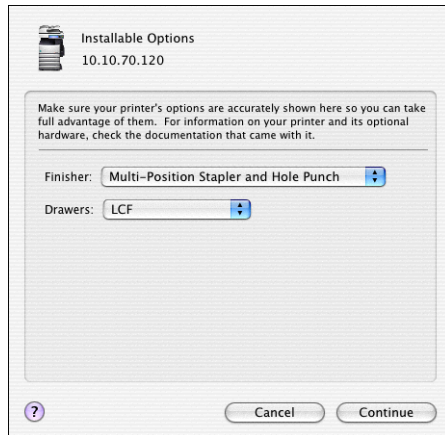 Installable Options
10.10.70.120
Make sure your printer's options are accurately shown here so you can take
full advantage of them. For information on your printer and its optional
hardware, check the documentation that came with it.
Finisher: Multi-Position Stapler and Hole Punch
Drawers: LCF
? Cancel Continue